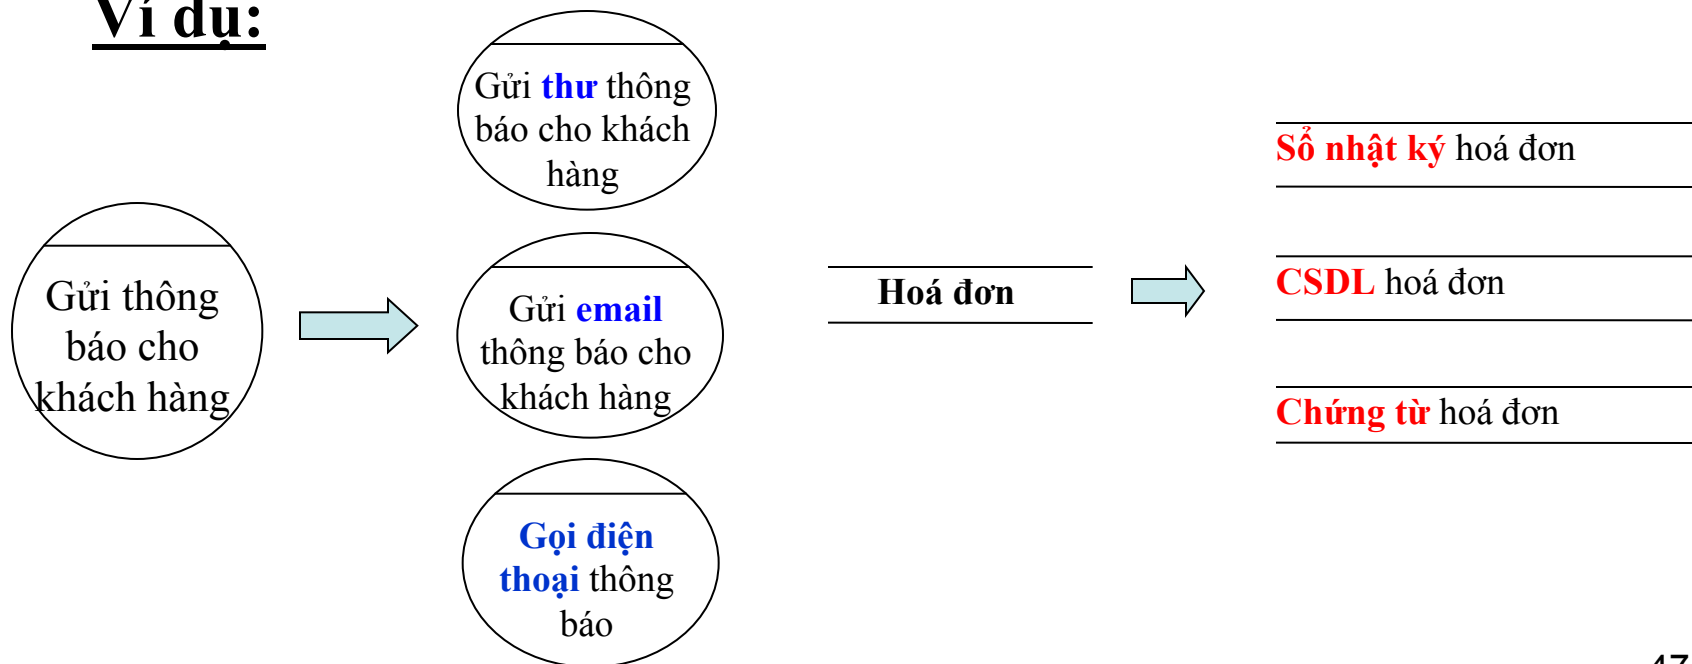 Ví dụ:
Gửi thư thông
báo cho khách
hàng
Gửi thông
báo cho
khách hàng
Gửi email
thông báo cho
khách hàng
Gọi điện
thoại thông
báo
Hoá đơn
Sổ nhật ký hoá đơn
CSDL hoá đơn
Chứng từ hoá đơn
47